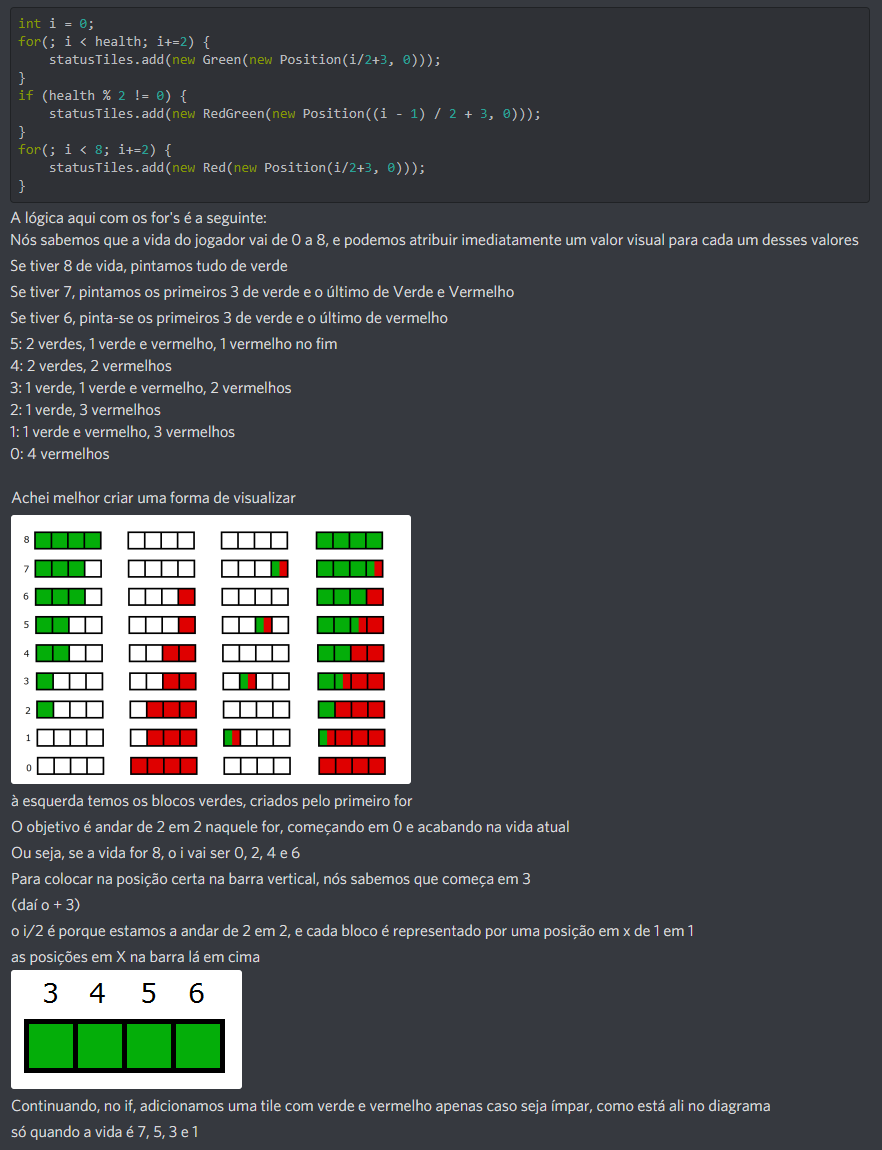 int i = 0;
for(; i < health; i+=2) {
    statusTiles.add(new Green(new Position(i/2+3, 0)));
}
if (health % 2 != 0) {
    statusTiles.add(new RedGreen(new Position((i - 1) / 2 + 3, 0)));
}
for(; i < 8; i+=2) {
    statusTiles.add(new Red(new Position(i/2+3, 0)));
}
A lógica aqui com os for's é a seguinte:
Nós sabemos que a vida do jogador vai de 0 a 8, e podemos atribuir imediatamente um valor visual para cada um desses valores
Se tiver 8 de vida, pintamos tudo de verde
Se tiver 7, pintamos os primeiros 3 de verde e o último de Verde e Vermelho
Se tiver 6, pinta-se os primeiros 3 de verde e o último de vermelho
5: 2 verdes, 1 verde e vermelho, 1 vermelho no fim
4: 2 verdes, 2 vermelhos
3: 1 verde, 1 verde e vermelho, 2 vermelhos
2: 1 verde, 3 vermelhos
1: 1 verde e vermelho, 3 vermelhos
0: 4 vermelhos
Achei melhor criar uma forma de visualizar
8
7
6
5
4
3
2
1
0
à esquerda temos os blocos verdes, criados pelo primeiro for
O objetivo é andar de 2 em 2 naquele for, começando em 0 e acabando na vida atual
Ou seja, se a vida for 8, o i vai ser 0, 2, 4 e 6
Para colocar na posição certa na barra vertical, nós sabemos que começa em 3
(daí o + 3)
o i/2 é porque estamos a andar de 2 em 2, e cada bloco é representado por uma posição em x de 1 em 1
as posições em X na barra lá em cima
3 4 5 6
Continuando, no if, adicionamos uma tile com verde e vermelho apenas caso seja ímpar, como está ali no diagrama
só quando a vida é 7, 5, 3 e 1